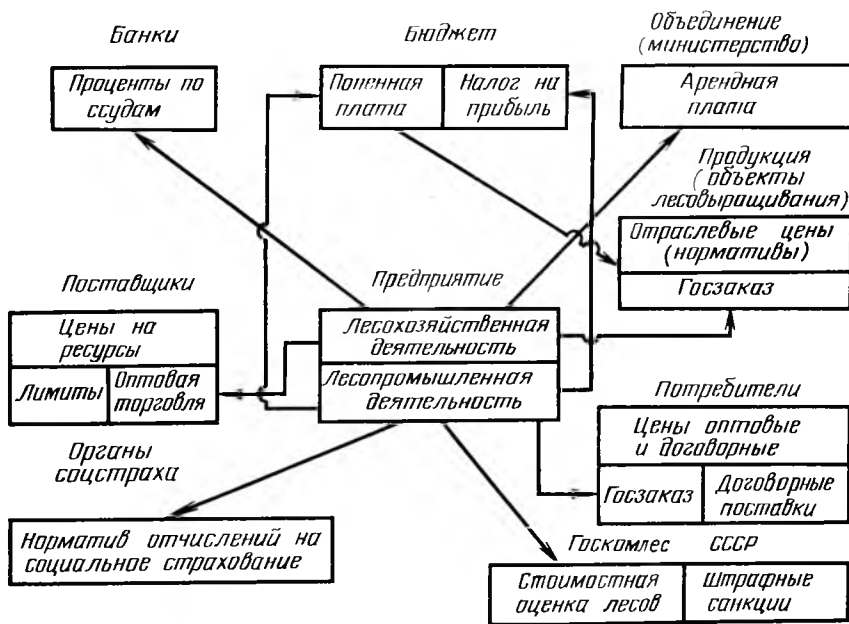 Банки
Проценты по
ссудам
Бюджет
Попенная
плата
Налог на
прибыль
Объединение
(министерство)
Арендная
плата
Продукция
(объекты
лесовыращивания)
Отраслевые цены
(нормативы)
Госзаказ
Поставщики
Цены на
ресурсы
Лимиты
Оптовая
торговля
Предприятие
Лесохозяйственная
деятельность
Лесопромышленная
деятельность
Потребители
Цены оптовые
и договорные
Госзаказ
Договорные
поставки
Органы
соцстраха
Норматив отчислений на
социальное страхование
Госкомлес СССР
Стоимостная
оценка лесов
Штрафные
санкции